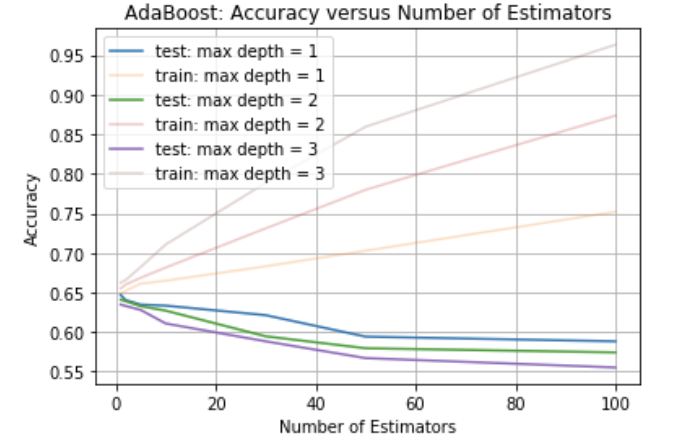 AdaBoost: Accuracy versus Number of Estimators
0.95
0.90
0.85
0.80
0.75
0.70
0.65
0.60
0.55
Accuracy
test: max depth = 1
train: max depth = 1
test: max depth = 2
train: max depth = 2
test: max depth = 3
train: max depth = 3
0 20 40 60 80 100
Number of Estimators